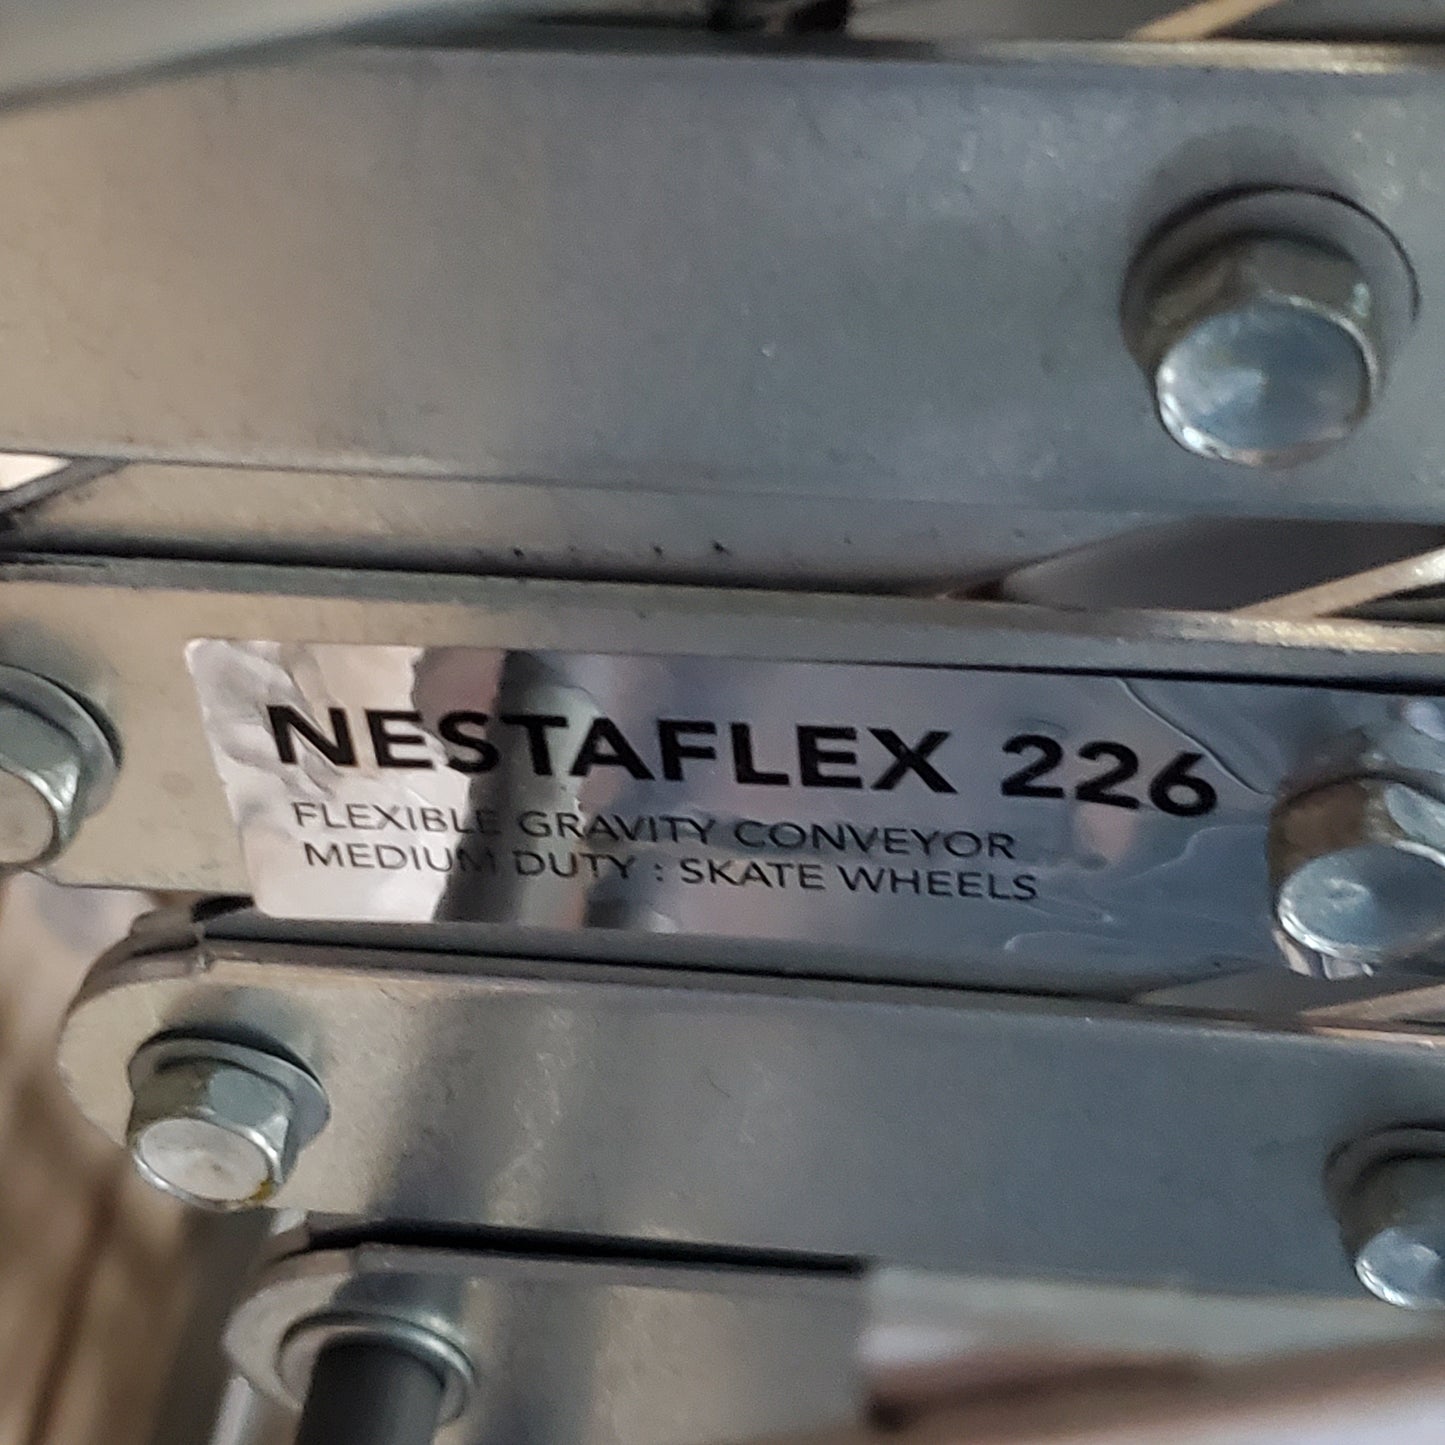 NESTAFLEX 226
FLEXIBLE GRAVITY CONVEYOR
MEDIUM DUTY : SKATE WHEELS